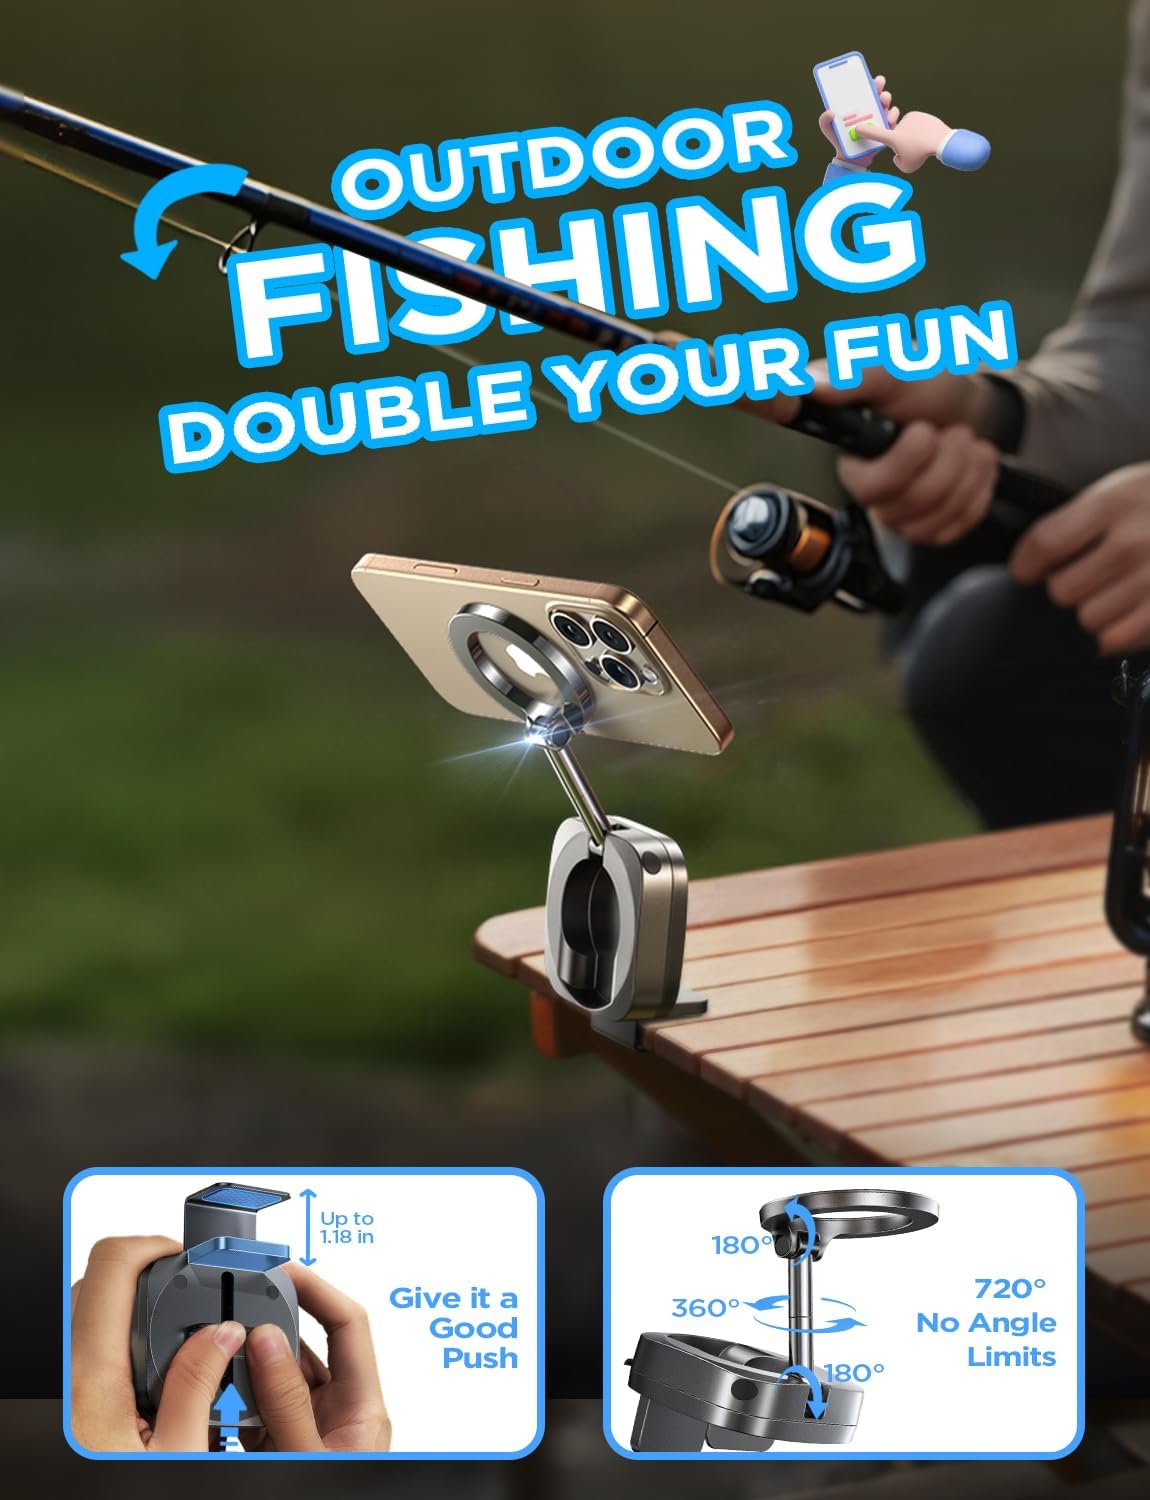 OUTDOOR
FISHING
DOUBLE YOUR FUN
Up to
1.18 in
Give it a
Good
Push
180°
360°
180°
720°
No Angle
Limits